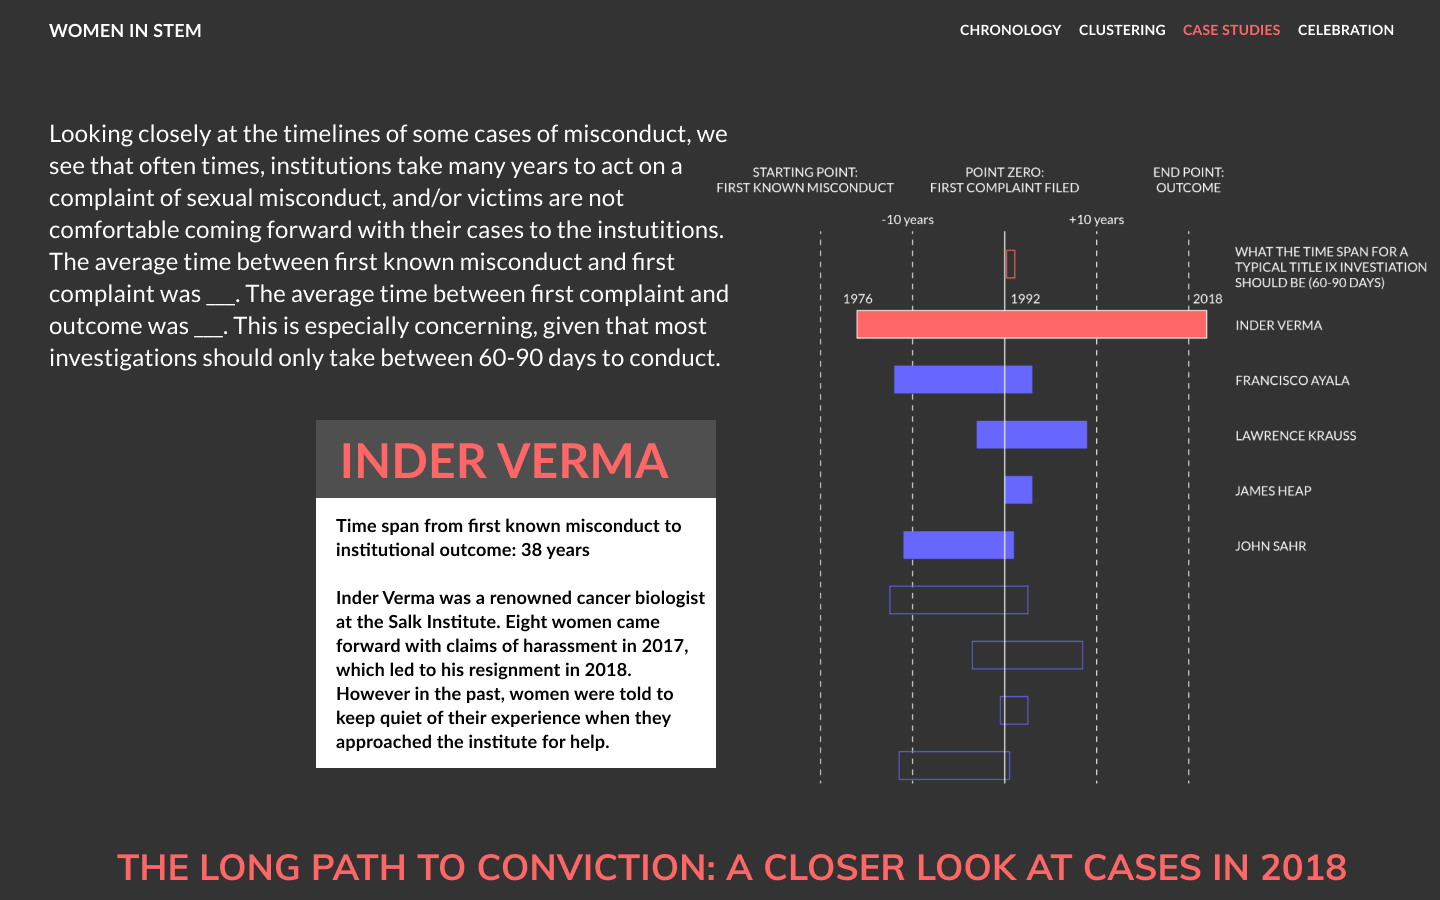 WOMEN IN STEM
CHRONOLOGY CLUSTERING CASE STUDIES CELEBRATION
Looking closely at the timelines of some cases of misconduct, we
see that often times, institutions take many years to act on a
complaint of sexual misconduct, and/or victims are not
comfortable coming forward with their cases to the instutitions.
The average time between first known misconduct and first
complaint was ___. The average time between first complaint and
outcome was ___. This is especially concerning, given that most
investigations should only take between 60-90 days to conduct.
STARTING POINT:
FIRST KNOWN MISCONDUCT
POINT ZERO:
FIRST COMPLAINT FILED
END POINT:
OUTCOME
-10 years
+10 years
WHAT THE TIME SPAN FOR A
TYPICAL TITLE IX INVESTIATION
SHOULD BE (60-90 DAYS)
1976
1992
2018
INDER VERMA
FRANCISCO AYALA
LAWRENCE KRAUSS
JAMES HEAP
JOHN SAHR
INDER VERMA
Time span from first known misconduct to
institutional outcome: 38 years
Inder Verma was a renowned cancer biologist
at the Salk Institute. Eight women came
forward with claims of harassment in 2017,
which led to his resignment in 2018.
However in the past, women were told to
keep quiet of their experience when they
approached the institute for help.
THE LONG PATH TO CONVICTION: A CLOSER LOOK AT CASES IN 2018